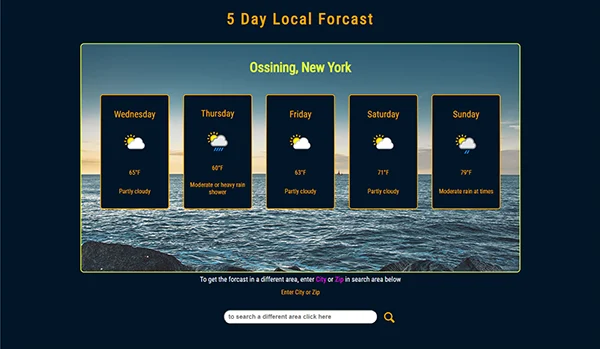 5 Day Local Forcast
Ossining, New York
Wednesday
65°F
Partly cloudy
Thursday
60°F
Moderate or heavy rain
shower
Friday
63°F
Partly cloudy
Saturday
71°F
Partly cloudy
Sunday
79°F
Moderate rain at times
To get the forcast in a different area, enter City or Zip in search area below
Enter City or Zip
to search a different area click here